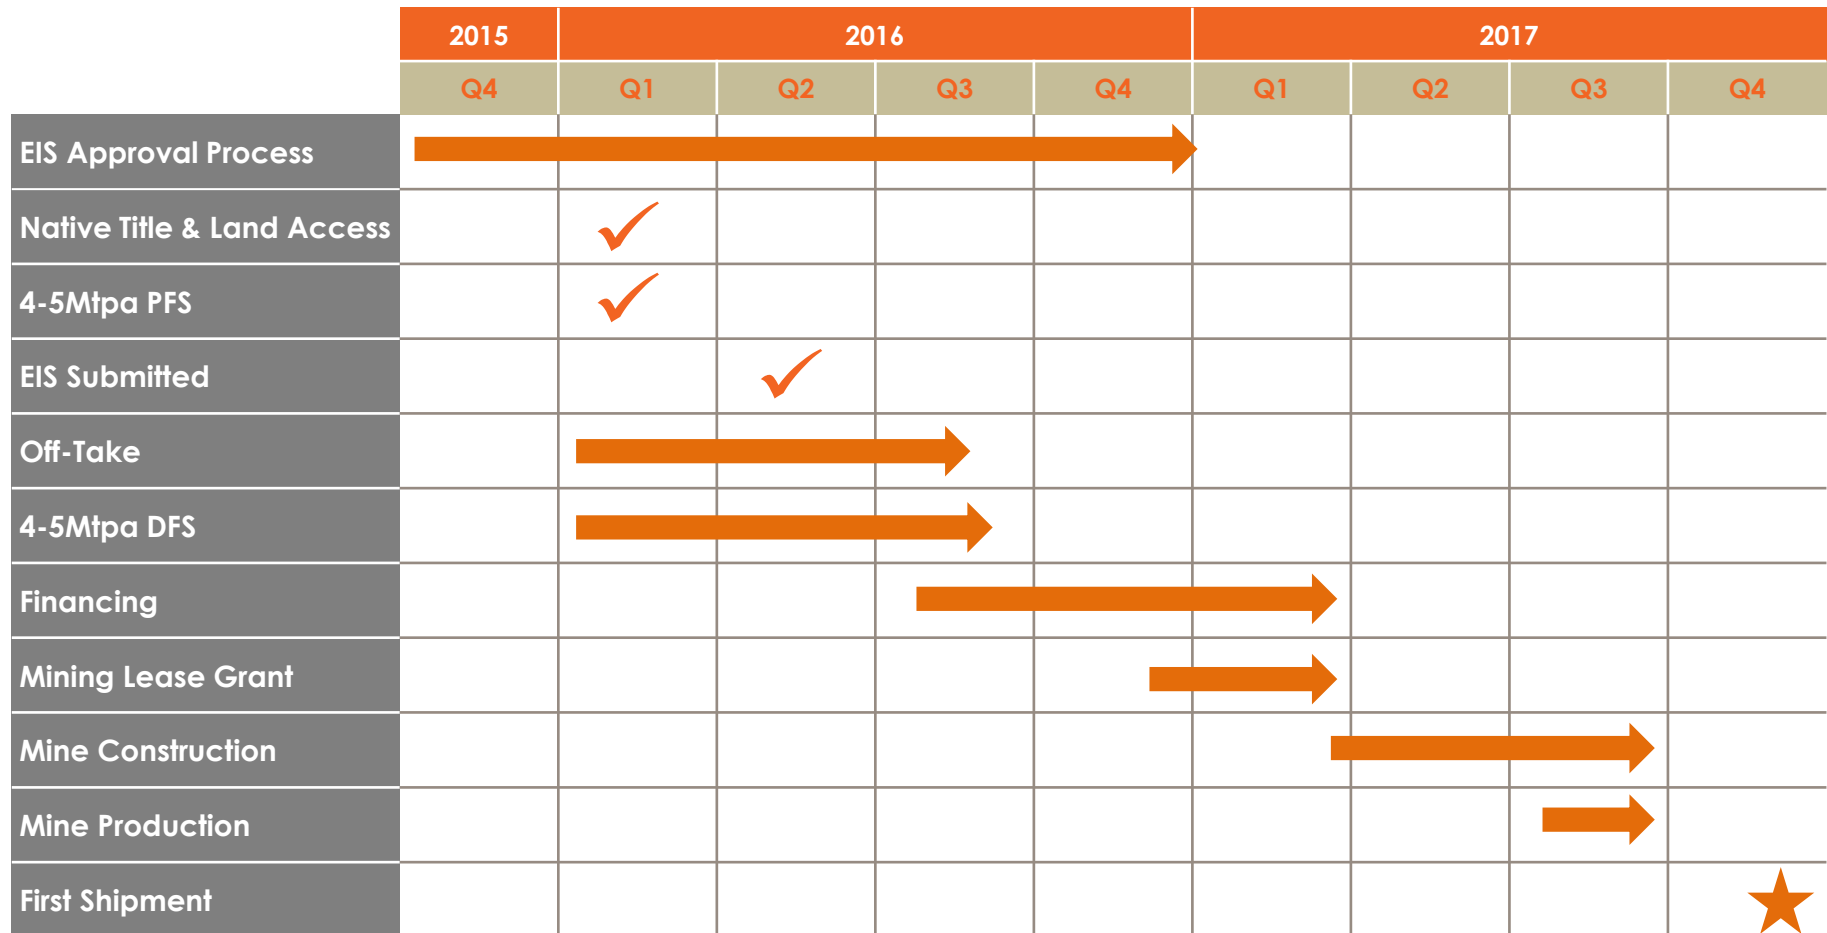 2015 2016 2017
Q4 Q1 Q2 Q3 Q4 Q1 Q2 Q3 Q4
EIS Approval Process
Native Title & Land Access
4-5Mtpa PFS
EIS Submitted
Off-Take
4-5Mtpa DFS
Financing
Mining Lease Grant
Mine Construction
Mine Production
First Shipment